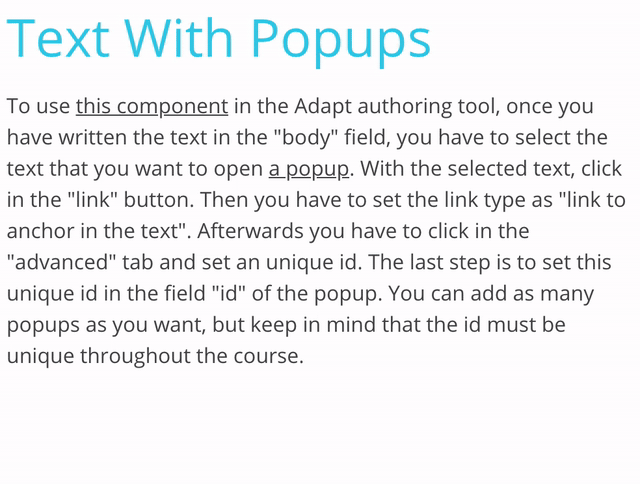 Text With Popups
To use this component in the Adapt authoring tool, once you
have written the text in the "body" field, you have to select the
text that you want to open a popup. With the selected text, click
in the "link" button. Then you have to set the link type as "link to
anchor in the text". Afterwards you have to click in the
"advanced" tab and set an unique id. The last step is to set this
unique id in the field "id" of the popup. You can add as many
popups as you want, but keep in mind that the id must be
unique throughout the course.